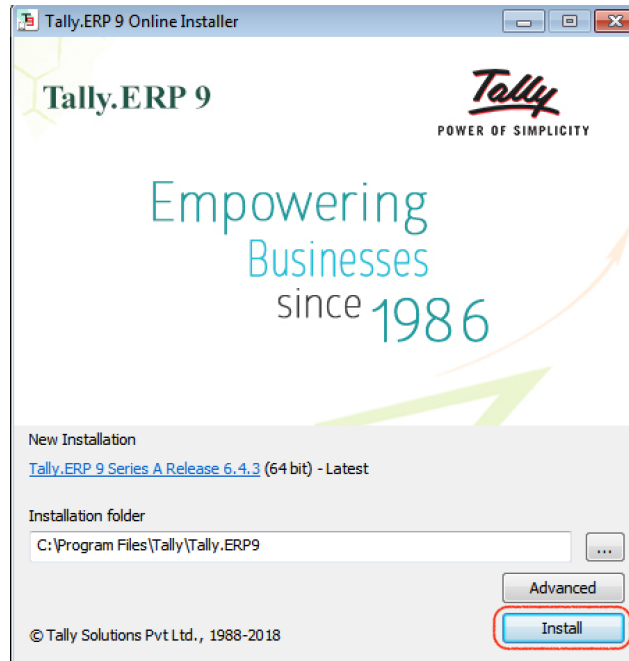 Tally.ERP 9 Online Installer
Tally.ERP 9
Tally
POWER OF SIMPLICITY
Empowering
Businesses
since 1986
New Installation
Tally.ERP 9 Series A Release 6.4.3 (64 bit) - Latest
Installation folder
C:\Program Files\Tally\Tally.ERP9
...
Advanced
© Tally Solutions Pvt Ltd., 1988-2018
Install